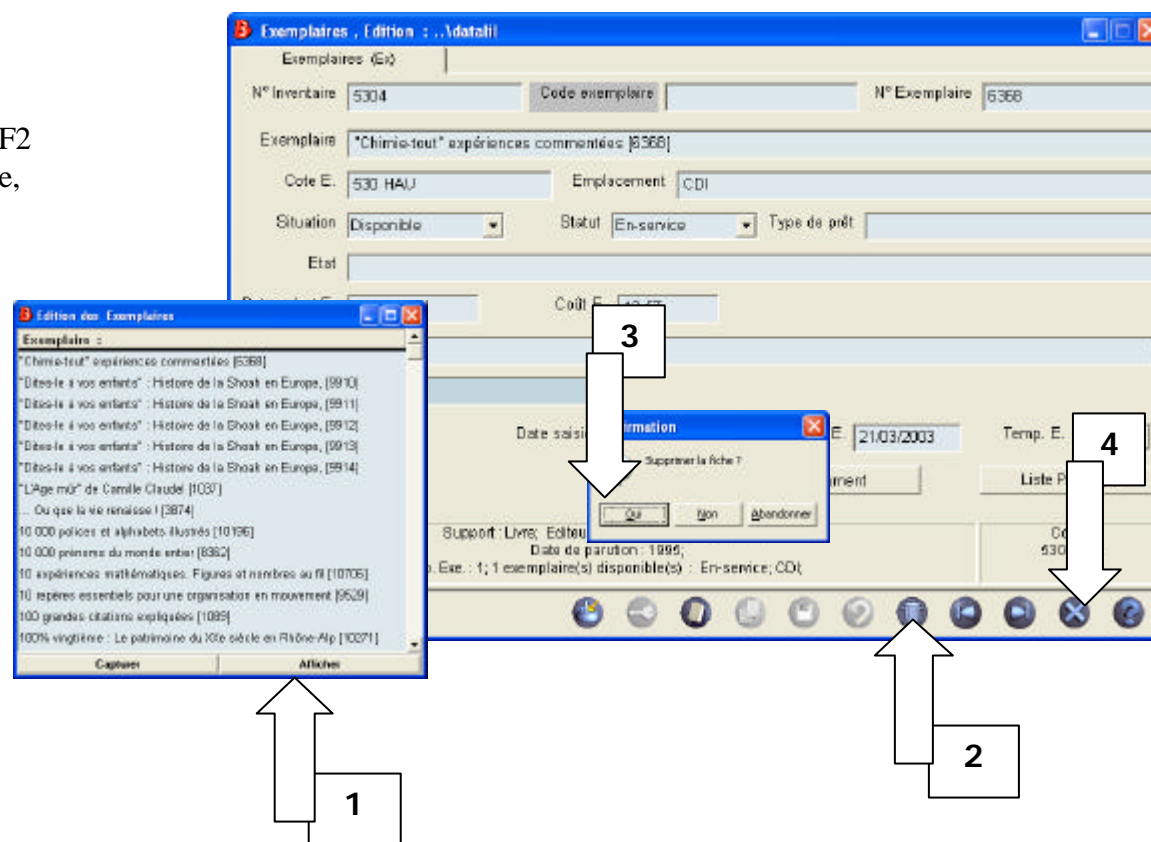 F2
e,
Exemplaires , Edition : ..\datalil
Exemplaires (Ex)
N° Inventaire 5304 Code exemplaire N° Exemplaire 6368
Exemplaire "Chimie-tout" expériences commentées [6368]
Cote E. 530 HAU Emplacement CDI
Situation Disponible Statut En-service Type de prêt
Etat
Coût E.
3
Date saisie E. 21/03/2003 Temp. E.
4
Supprimer la fiche ?
Oui Non Abandonner
Liste P
Support : Livre; Editeu
Date de parution : 1995;
Exe. : 1; 1 exemplaire(s) disponible(s) : En-service; CDI;
530
Edition des Exemplaires
Exemplaire :
"Chimie-tout" expériences commentées [6368]
"Dites-le à vos enfants" : Histoire de la Shoah en Europe, [9910]
"Dites-le à vos enfants" : Histoire de la Shoah en Europe, [9911]
"Dites-le à vos enfants" : Histoire de la Shoah en Europe, [9912]
"Dites-le à vos enfants" : Histoire de la Shoah en Europe, [9913]
"Dites-le à vos enfants" : Histoire de la Shoah en Europe, [9914]
"L'Age mûr" de Camille Claudel [1037]
... Ou que la vie renaisse ! [3874]
10 000 polices et alphabets illustrés [10196]
10 000 prénoms du monde entier [8362]
10 expériences mathématiques. Figures et nombres au fil [10706]
10 repères essentiels pour une organisation en mouvement [9529]
100 grandes citations expliquées [1089]
100% vingtième : Le patrimoine du XXe siècle en Rhône-Alp [10271]
Capturer Afficher
2
1